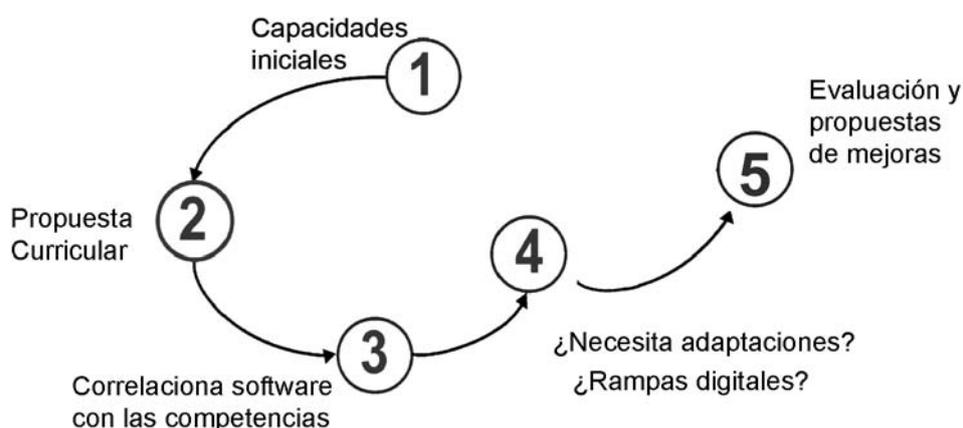 Capacidades
iniciales
1
2
Propuesta
Curricular
3
Correlaciona software
con las competencias
4
¿Necesita adaptaciones?
¿Rampas digitales?
5
Evaluación y
propuestas
de mejoras